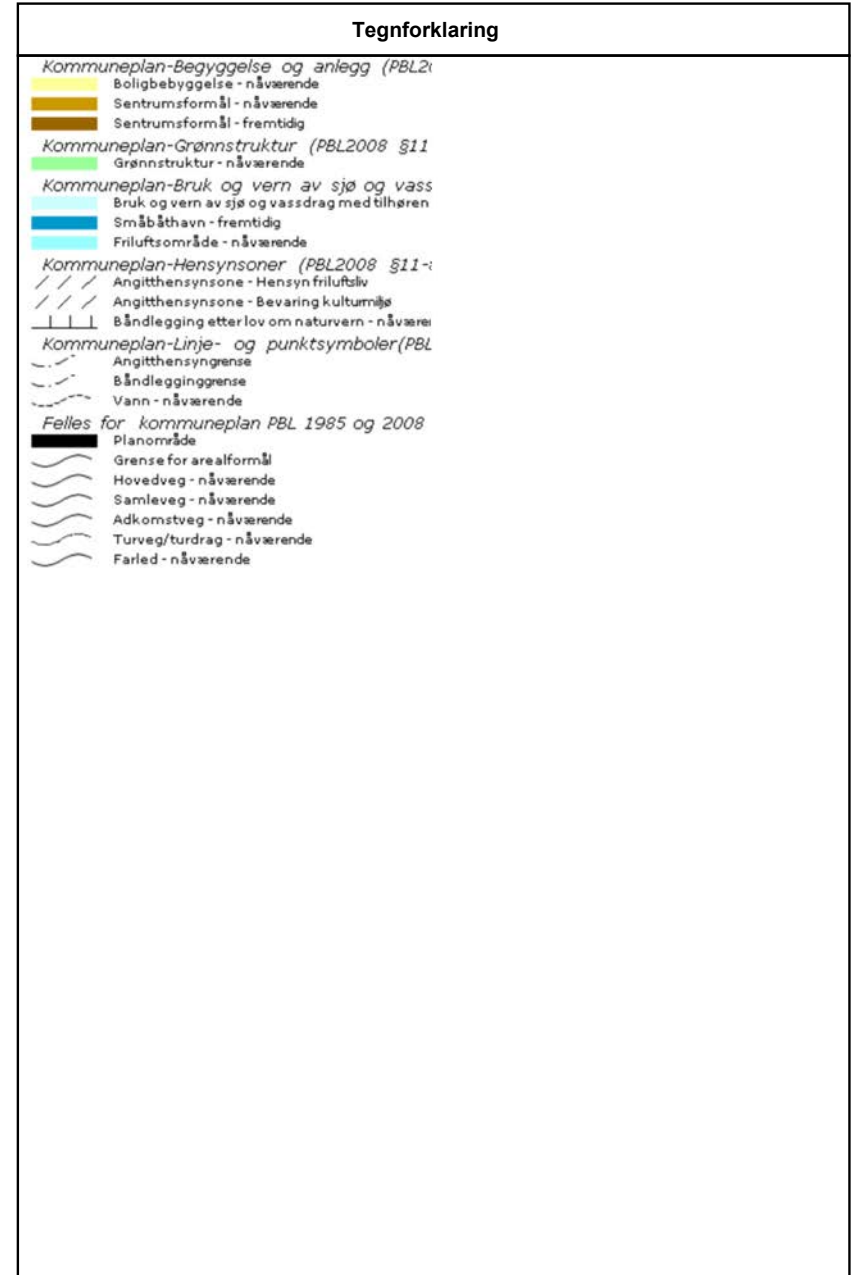 Tegnforklaring
Kommuneplan-Begyggelse og anlegg (PBL20
Boligbebyggelse - nåværende
Sentrumsformål - nåværende
Sentrumsformål - fremtidig
Kommuneplan-Grønnstruktur (PBL2008 §11
Grønnstruktur - nåværende
Kommuneplan-Bruk og vern av sjø og vass
Bruk og vern av sjø og vassdrag med tilhøren
Småbåthavn - fremtidig
Friluftsområde - nåværende
Kommuneplan-Hensynsoner (PBL2008 §11-8
Angitthensynsone - Hensyn friluftsliv
Angitthensynsone - Bevaring kulturmiljø
Båndlegging etter lov om naturvern - nåværer
Kommuneplan-Linje- og punktsymboler(PBL
Angitthensyngrense
Båndlegginggrense
Vann - nåværende
Felles for kommuneplan PBL 1985 og 2008
Planområde
Grense for arealformål
Hovedveg - nåværende
Samleveg - nåværende
Adkomstveg - nåværende
Turveg/turdrag - nåværende
Farled - nåværende